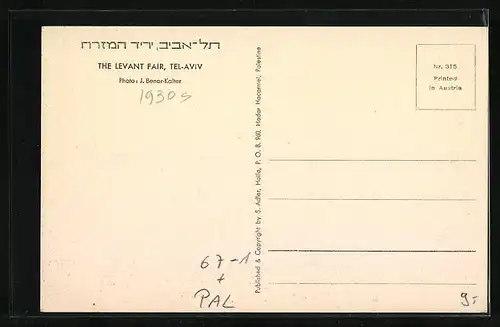 תל-אביב, יריד המזרח
THE LEVANT FAIR, TEL-AVIV
Photo: J. Benor-Kalter
1930s
Nr. 315
Printed
in Austria
Published & Copyright by S. Adler, Haifa, P. O. B. 960, Hadar Hacarmel, Palestine
67-1
+
PAL
9-